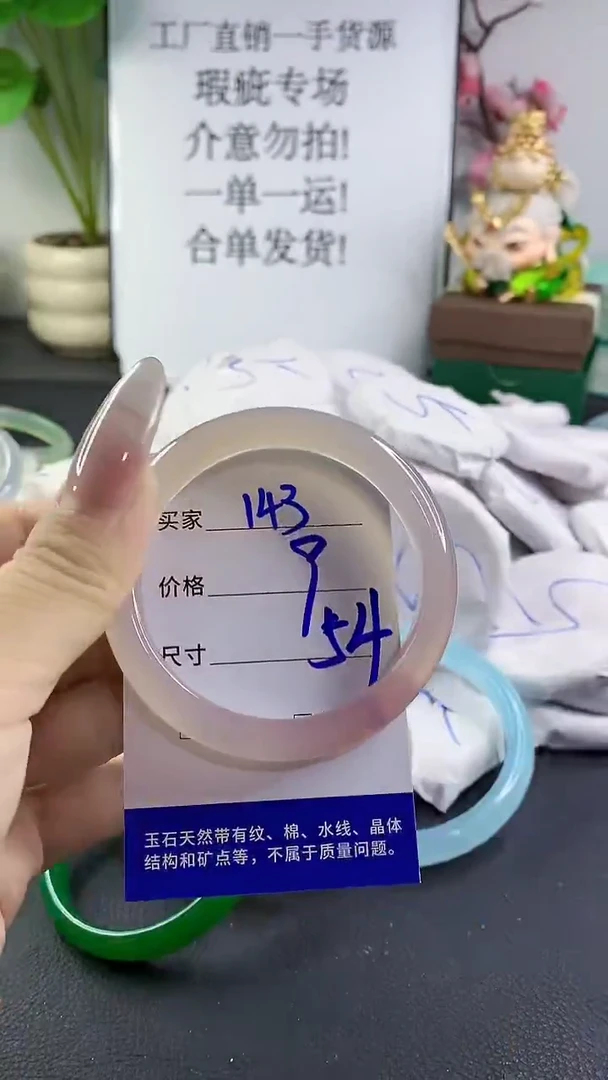 工厂直销一手货源
瑕疵专场
介意勿拍!
一单一运!
合单发货!
买家 143
价格 9
尺寸 54
玉石天然带有纹、棉、水线、晶体
结构和矿点等，不属于质量问题。